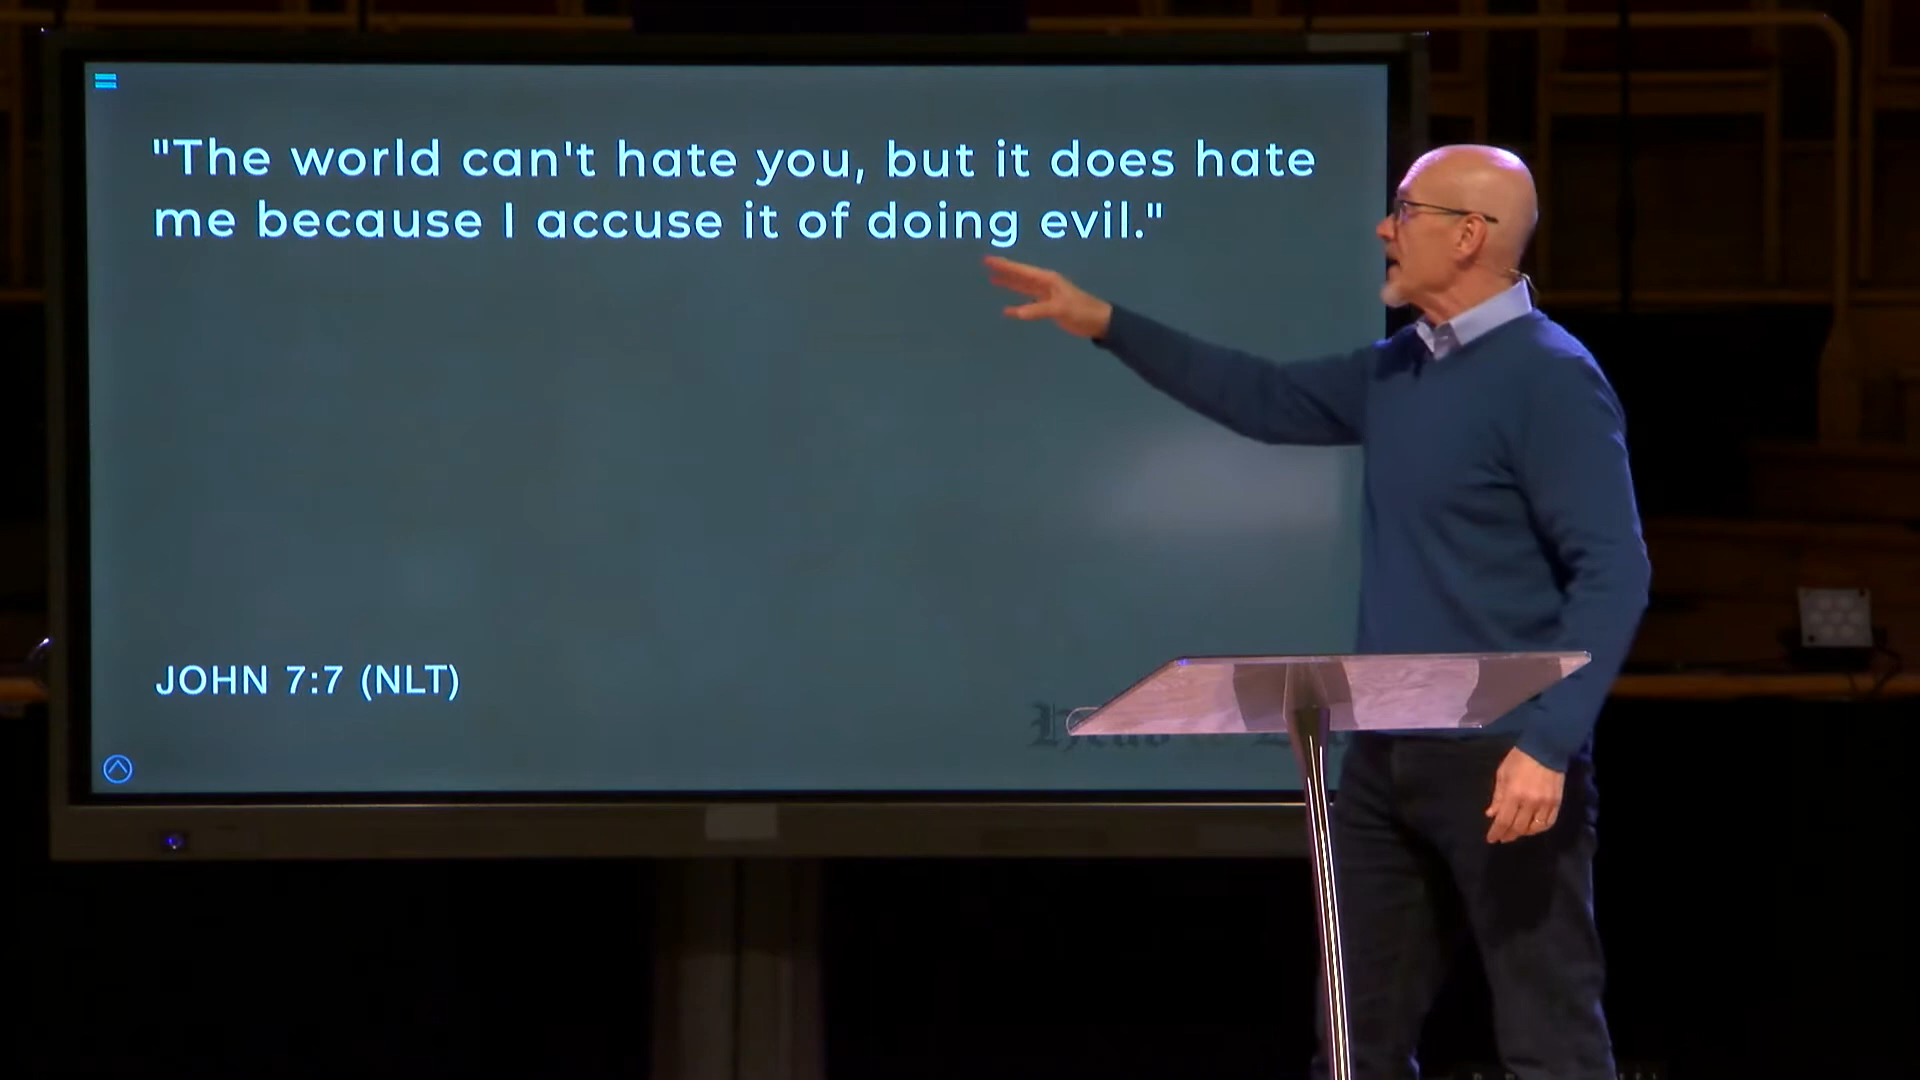 "The world can't hate you, but it does hate
me because I accuse it of doing evil."
JOHN 7:7 (NLT)